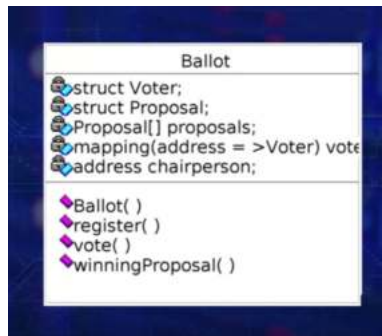 Ballot
struct Voter;
struct Proposal;
Proposal[] proposals;
mapping(address = >Voter) vote
address chairperson;
Ballot( )
register( )
vote( )
winningProposal( )